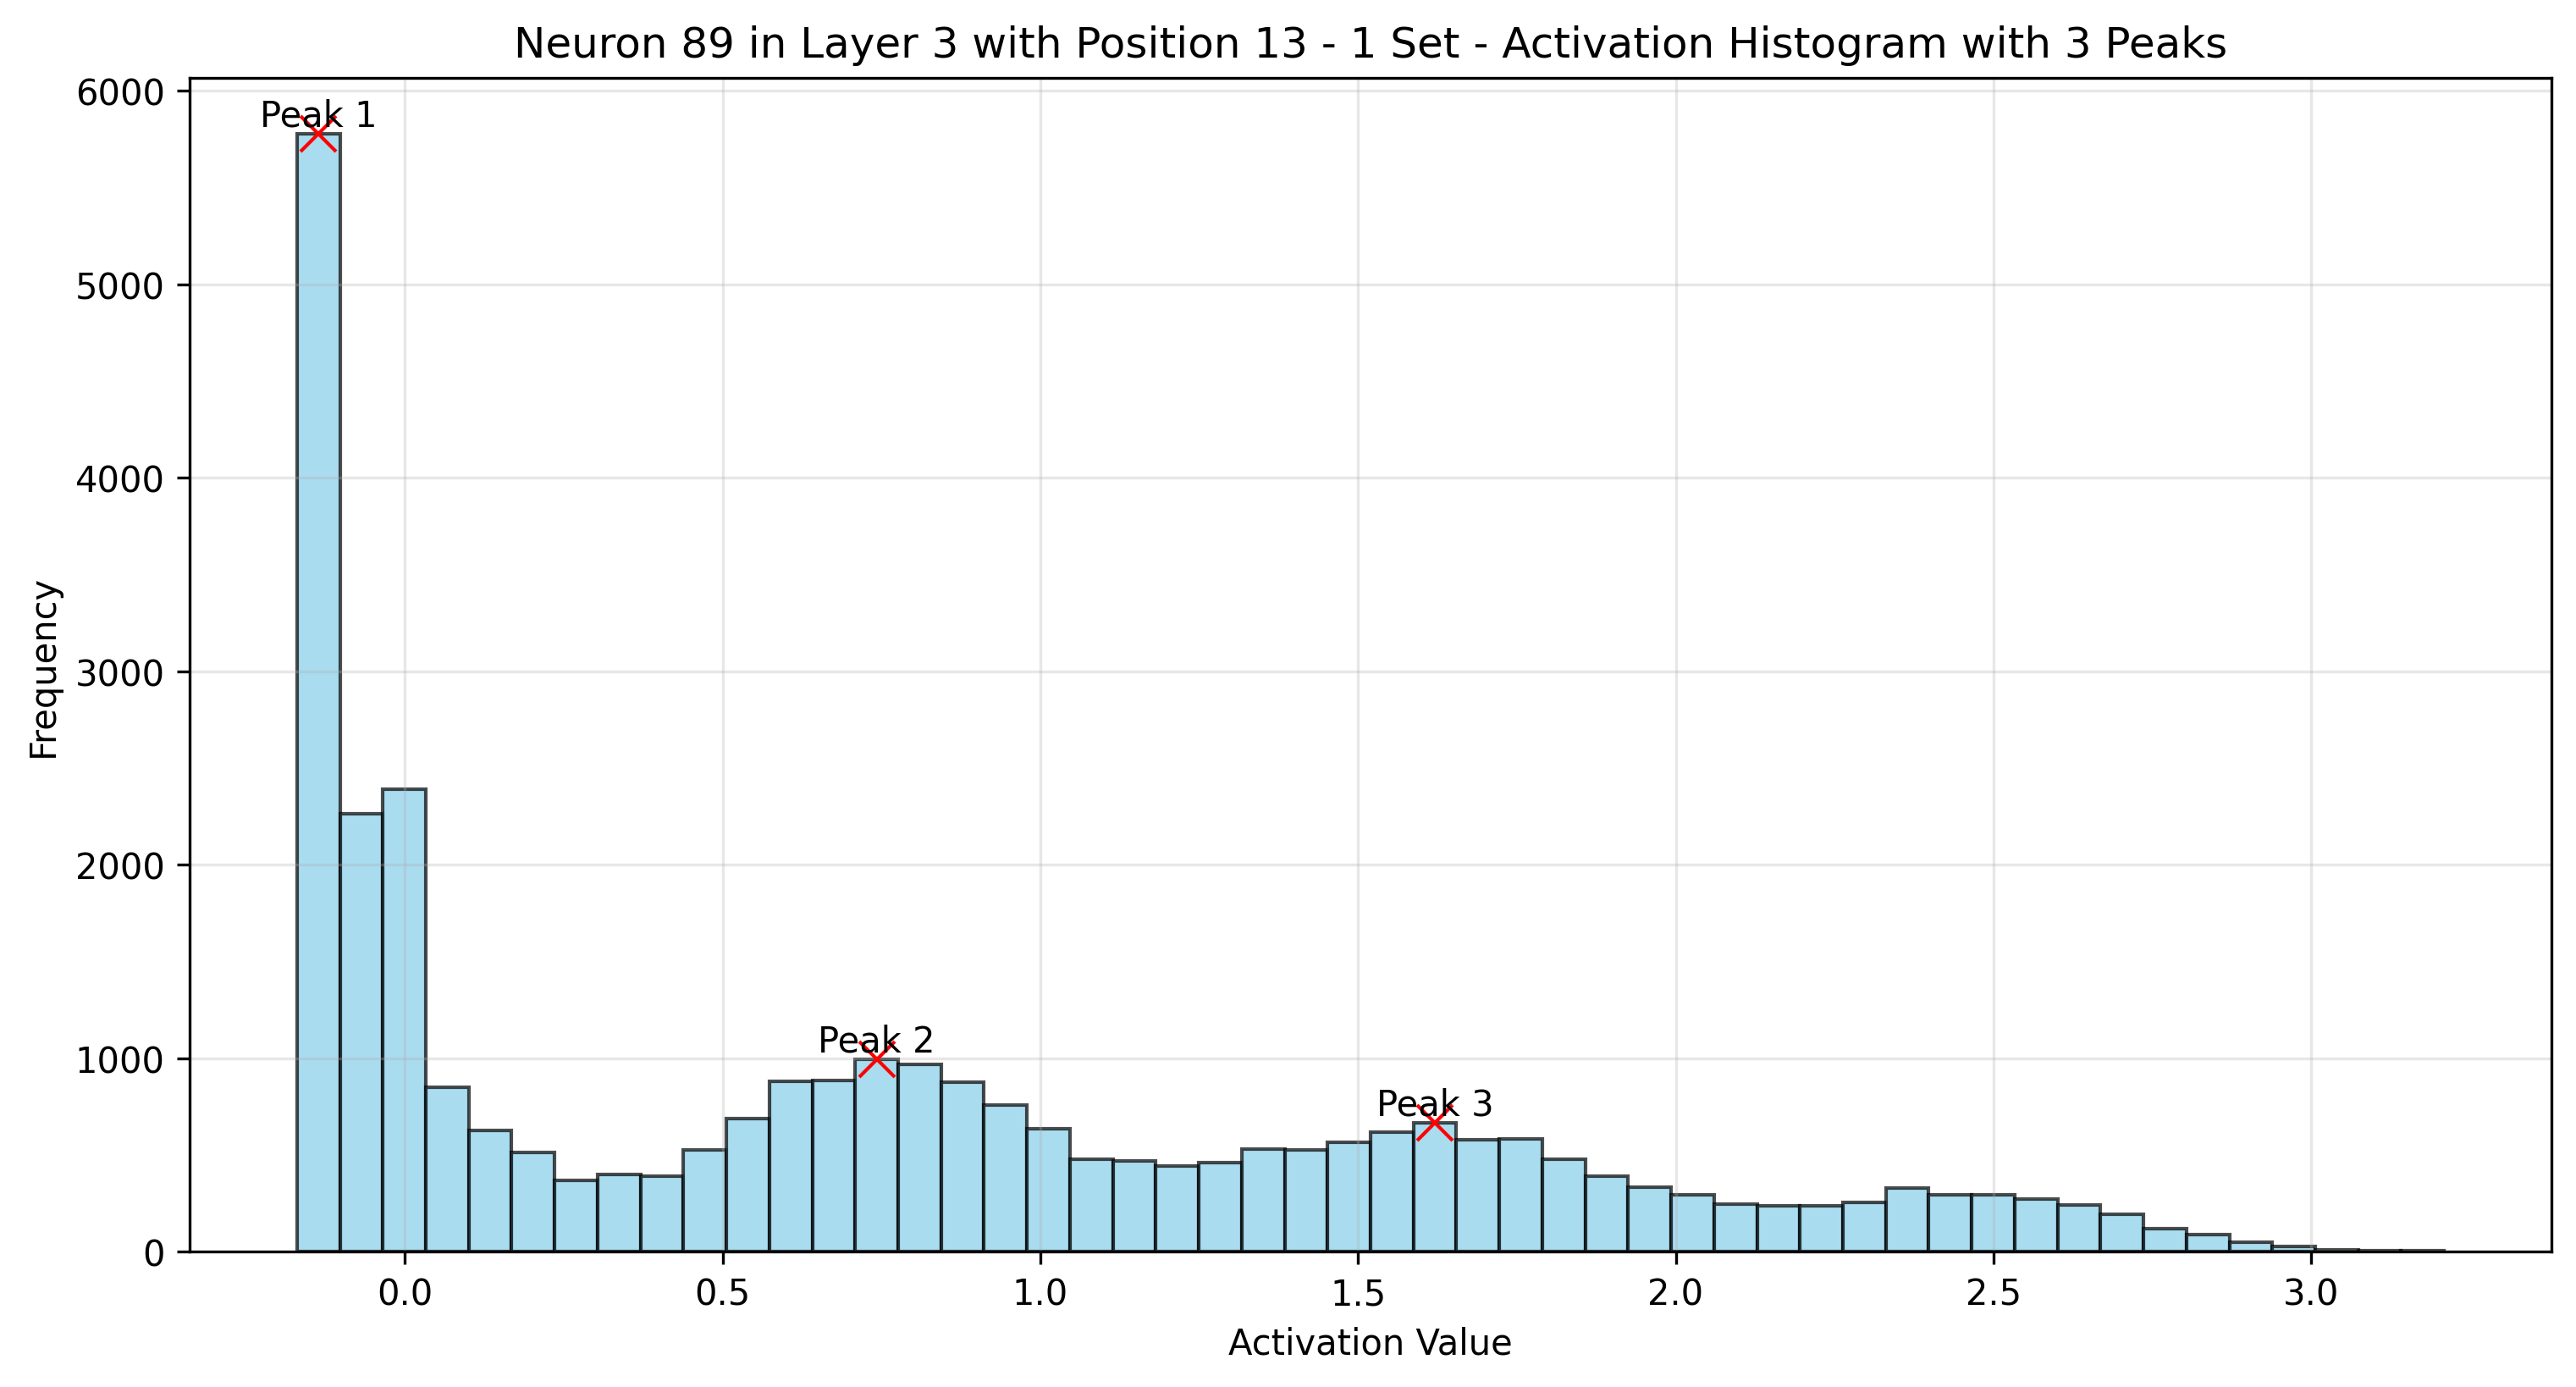 Neuron 89 in Layer 3 with Position 13 - 1 Set - Activation Histogram with 3 Peaks
6000
Peak 1
5000
4000
3000
Frequency
2000
Peak 2
1000
Peak 3
0
0.0 0.5 1.0 1.5 2.0 2.5 3.0
Activation Value